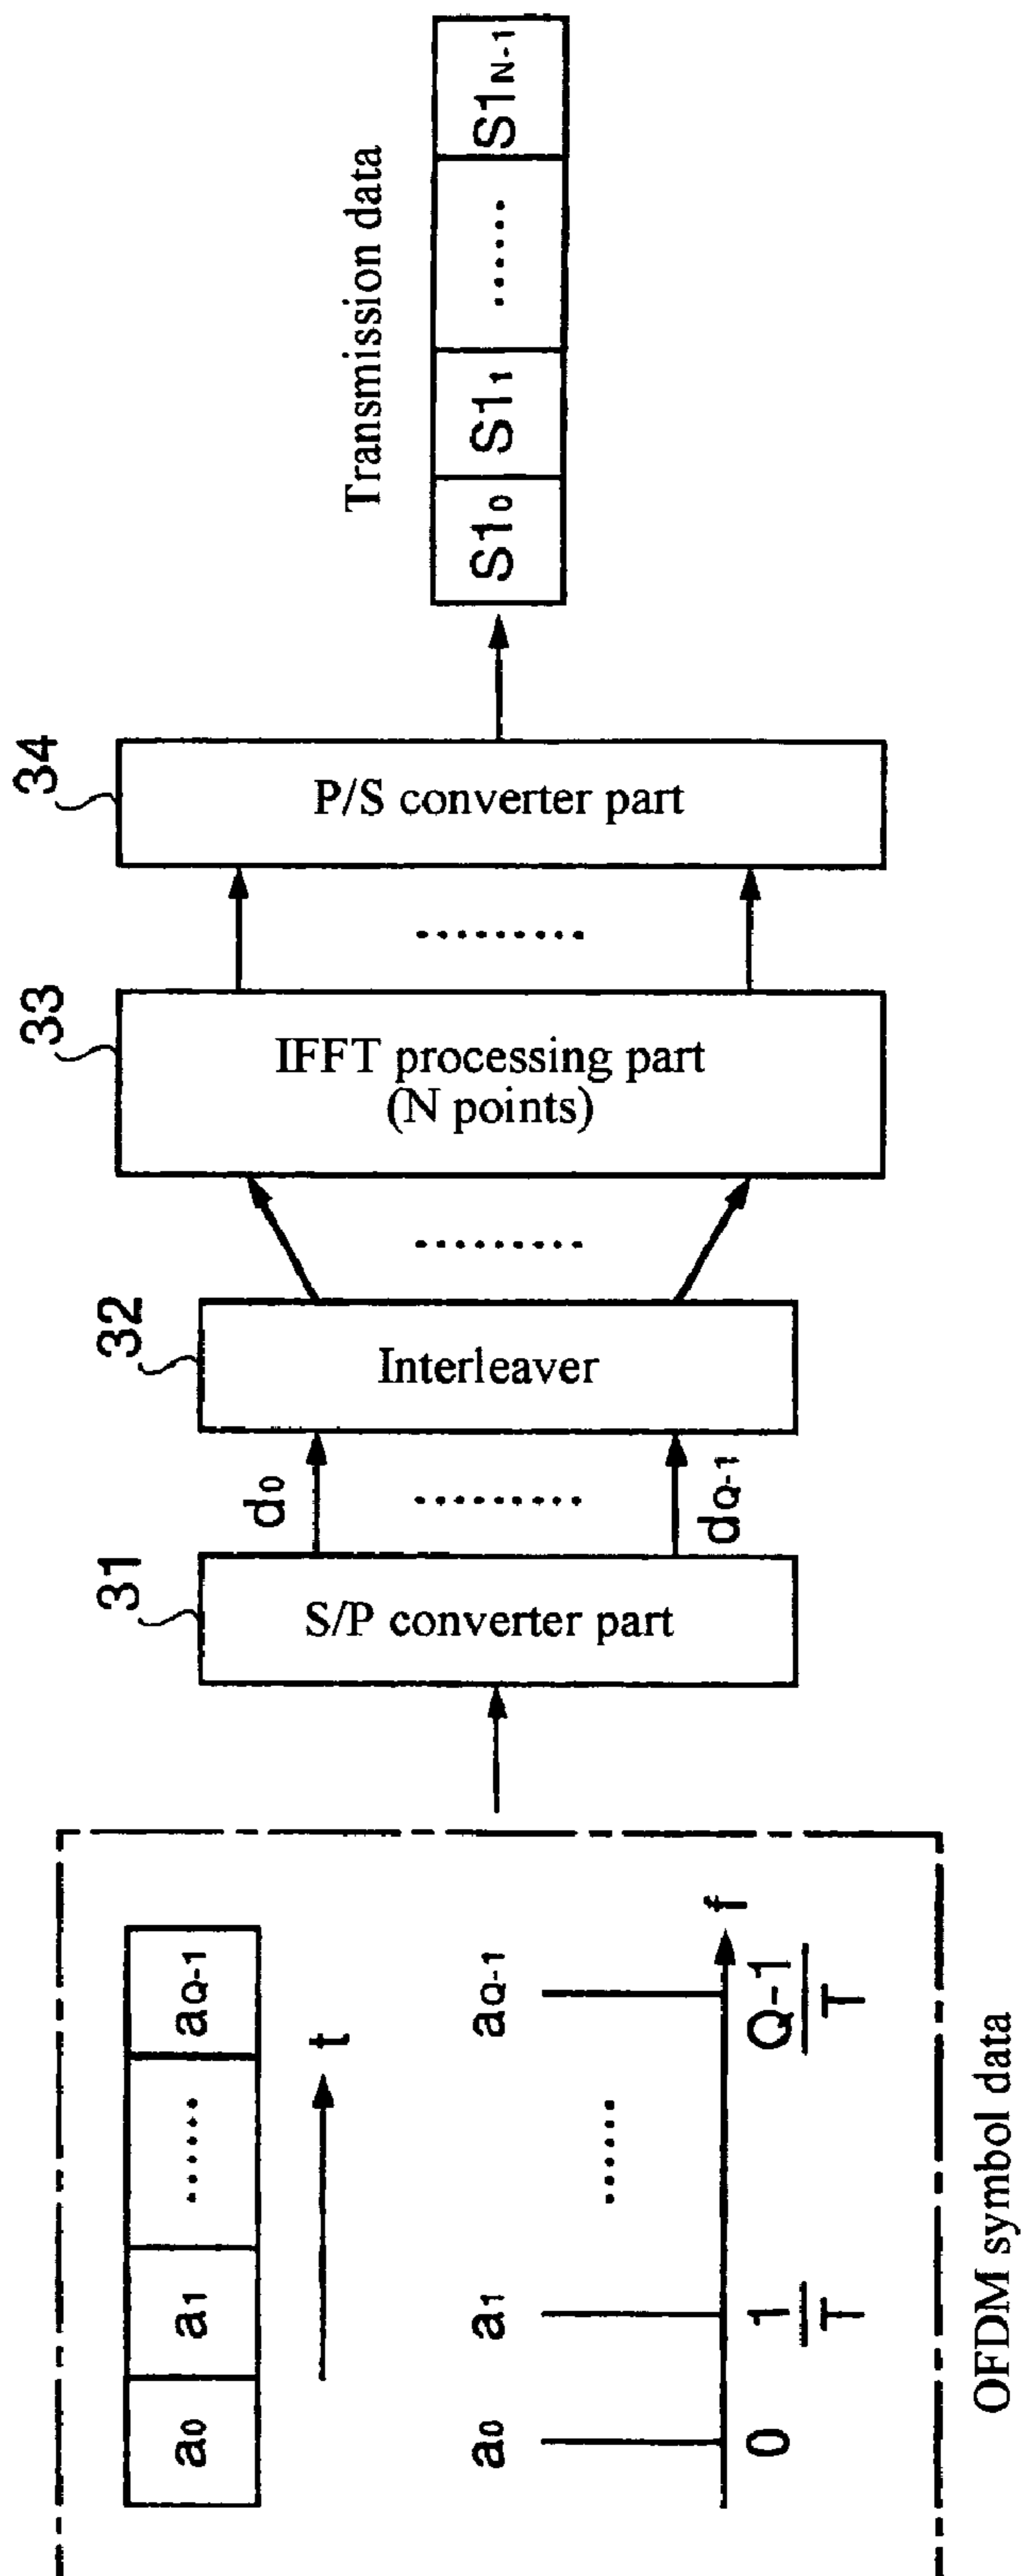 a0 a1 ...... aQ-1
t
a0 a1 ...... aQ-1
f
0 1/T Q-1/T
OFDM symbol data
31
S/P converter part
d0
.........
dQ-1
32
Interleaver
.........
33
IFFT processing part
(N points)
.........
34
P/S converter part
Transmission data
S10 S11 ...... S1N-1